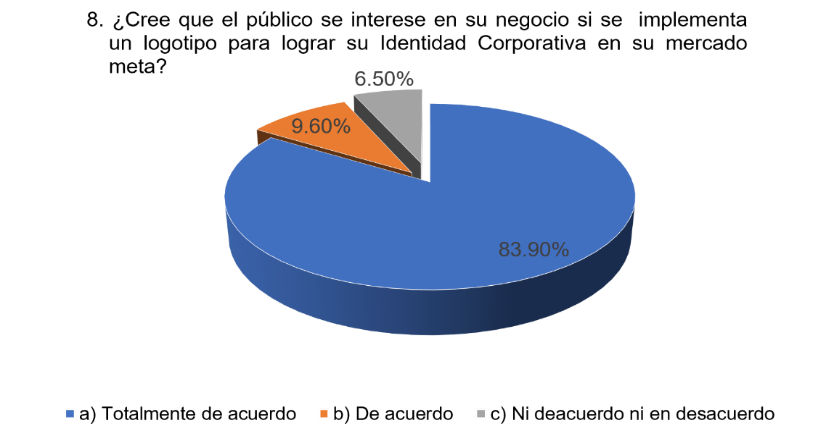 8. ¿Cree que el público se interese en su negocio si se implementa
un logotipo para lograr su Identidad Corporativa en su mercado
meta?
6.50%
9.60%
83.90%
a) Totalmente de acuerdo b) De acuerdo c) Ni deacuerdo ni en desacuerdo